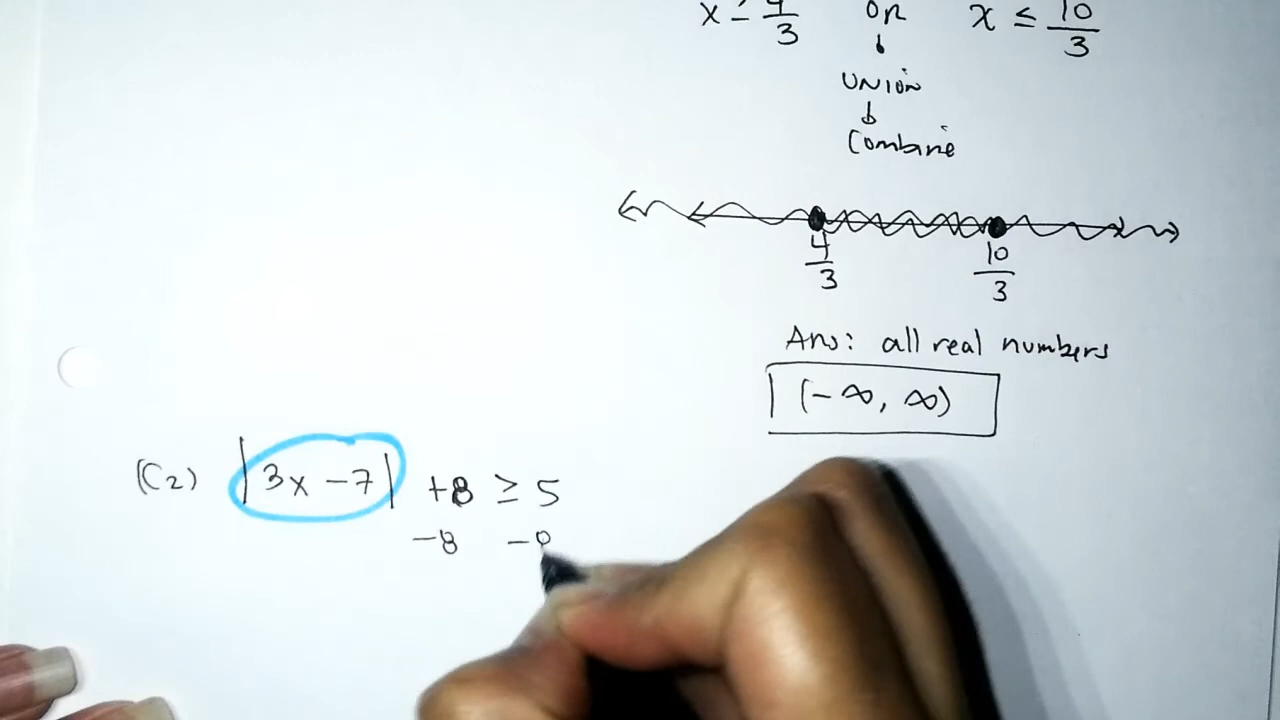 x ≥ 4/3 OR x ≤ 10/3
UNION
Combine
4/3 10/3
Ans: all real numbers
(-∞, ∞)
(C2) |3x - 7| +8 ≥ 5
-8 -8